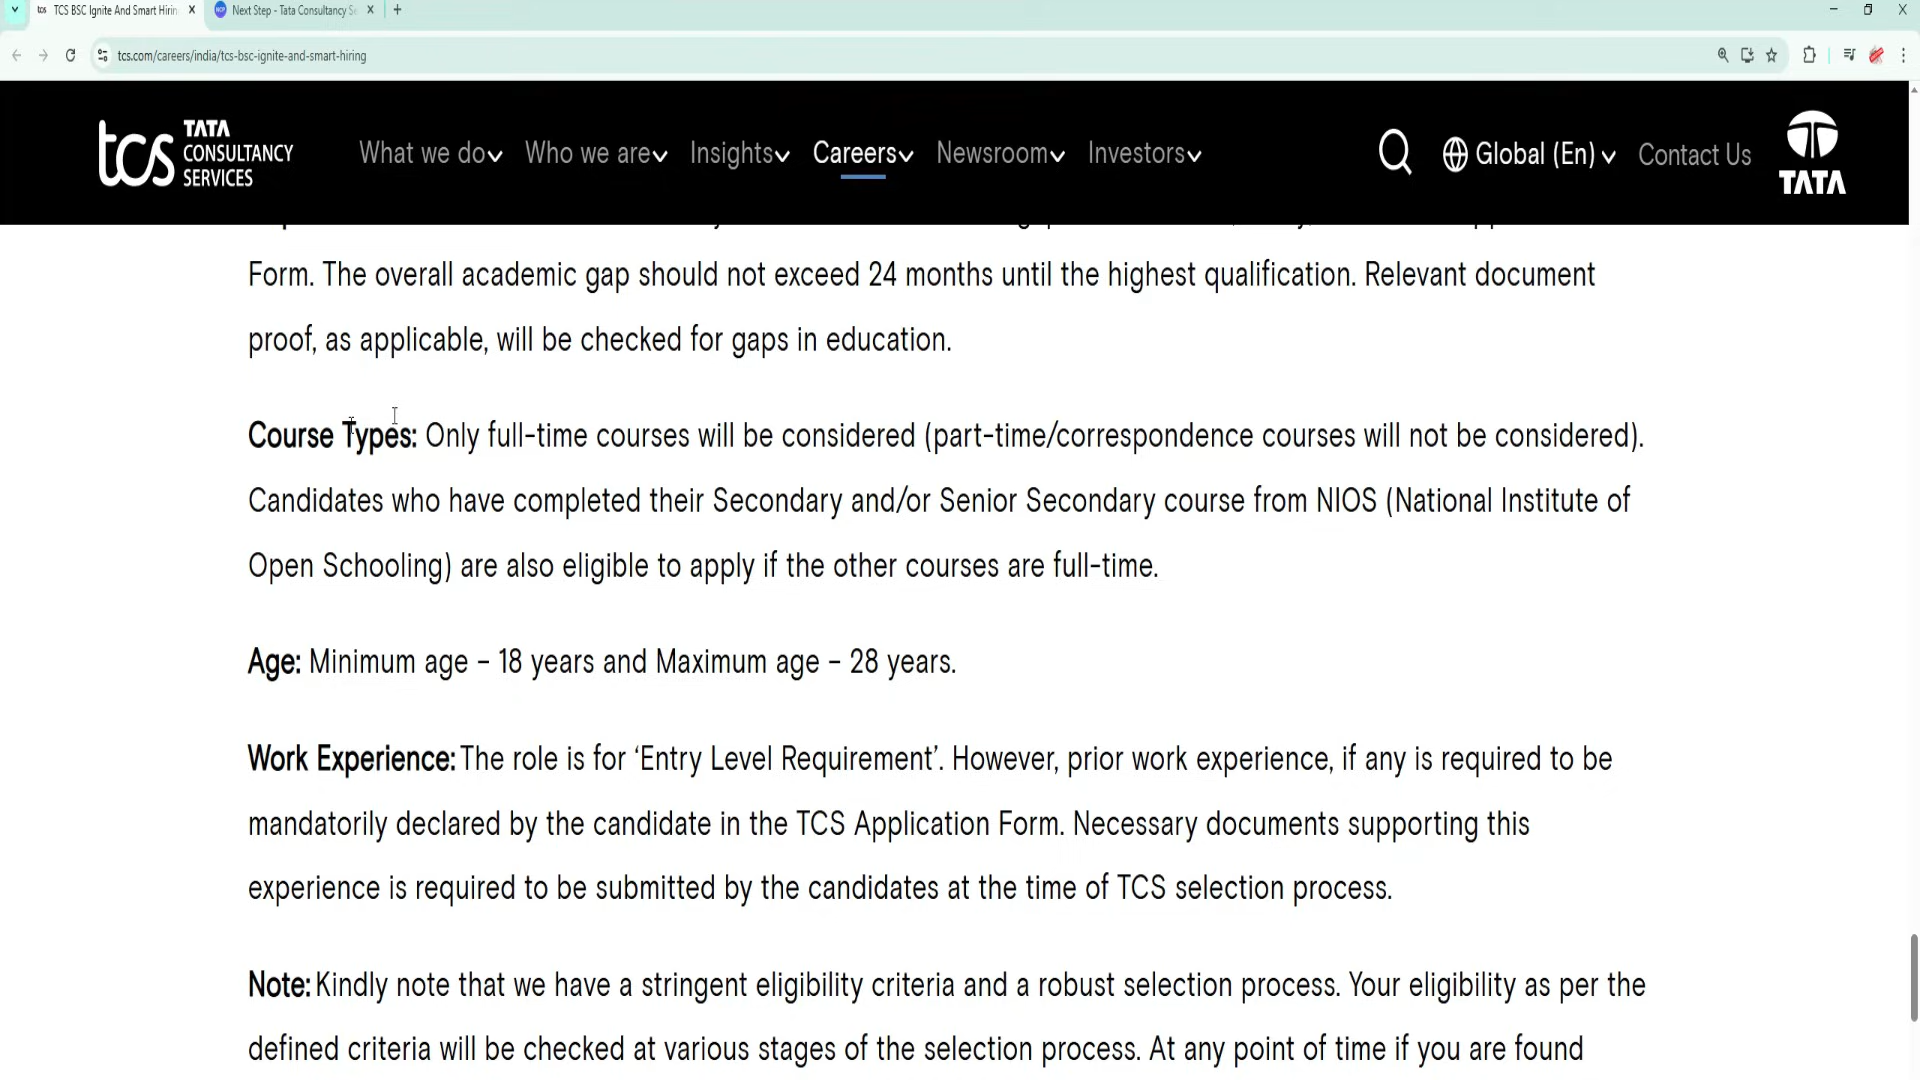 TCS BSC Ignite And Smart Hirin
Next Step - Tata Consultancy Se
tcs.com/careers/india/tcs-bsc-ignite-and-smart-hiring
tcs TATA CONSULTANCY SERVICES
What we do Who we are Insights Careers Newsroom Investors Global (En) Contact Us
TATA
Form. The overall academic gap should not exceed 24 months until the highest qualification. Relevant document
proof, as applicable, will be checked for gaps in education.
Course Types: Only full-time courses will be considered (part-time/correspondence courses will not be considered).
Candidates who have completed their Secondary and/or Senior Secondary course from NIOS (National Institute of
Open Schooling) are also eligible to apply if the other courses are full-time.
Age: Minimum age – 18 years and Maximum age – 28 years.
Work Experience: The role is for ‘Entry Level Requirement’. However, prior work experience, if any is required to be
mandatorily declared by the candidate in the TCS Application Form. Necessary documents supporting this
experience is required to be submitted by the candidates at the time of TCS selection process.
Note: Kindly note that we have a stringent eligibility criteria and a robust selection process. Your eligibility as per the
defined criteria will be checked at various stages of the selection process. At any point of time if you are found